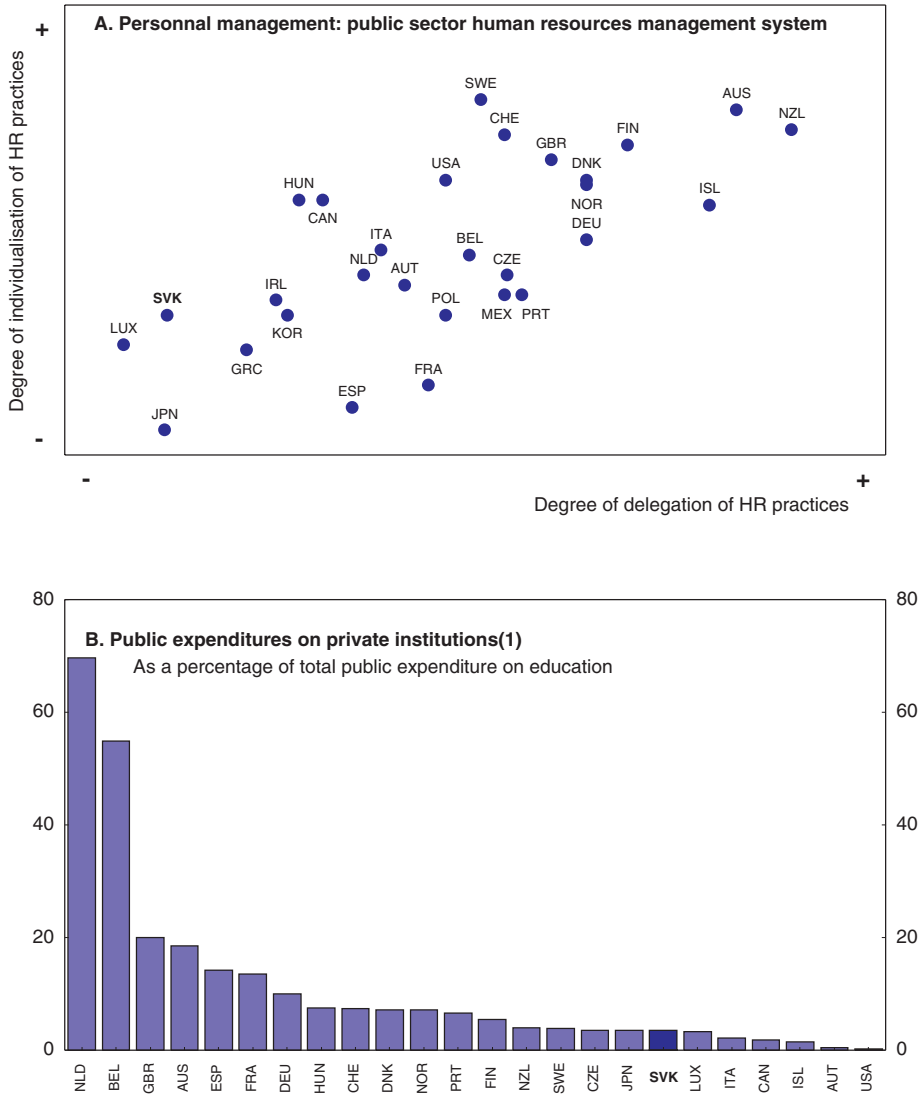 +
A. Personnal management: public sector human resources management system
Degree of individualisation of HR practices
SWE
AUS
NZL
CHE
FIN
GBR
USA
DNK
HUN
ISL
CAN
NOR
DEU
ITA
BEL
NLD
AUT
CZE
IRL
SVK
POL
MEX PRT
LUX
KOR
GRC
FRA
ESP
JPN
-
- +
Degree of delegation of HR practices
80 80
B. Public expenditures on private institutions(1)
As a percentage of total public expenditure on education
60 60
40 40
20 20
0 0
NLD BEL GBR AUS ESP FRA DEU HUN CHE DNK NOR PRT FIN NZL SWE CZE JPN SVK LUX ITA CAN ISL AUT USA